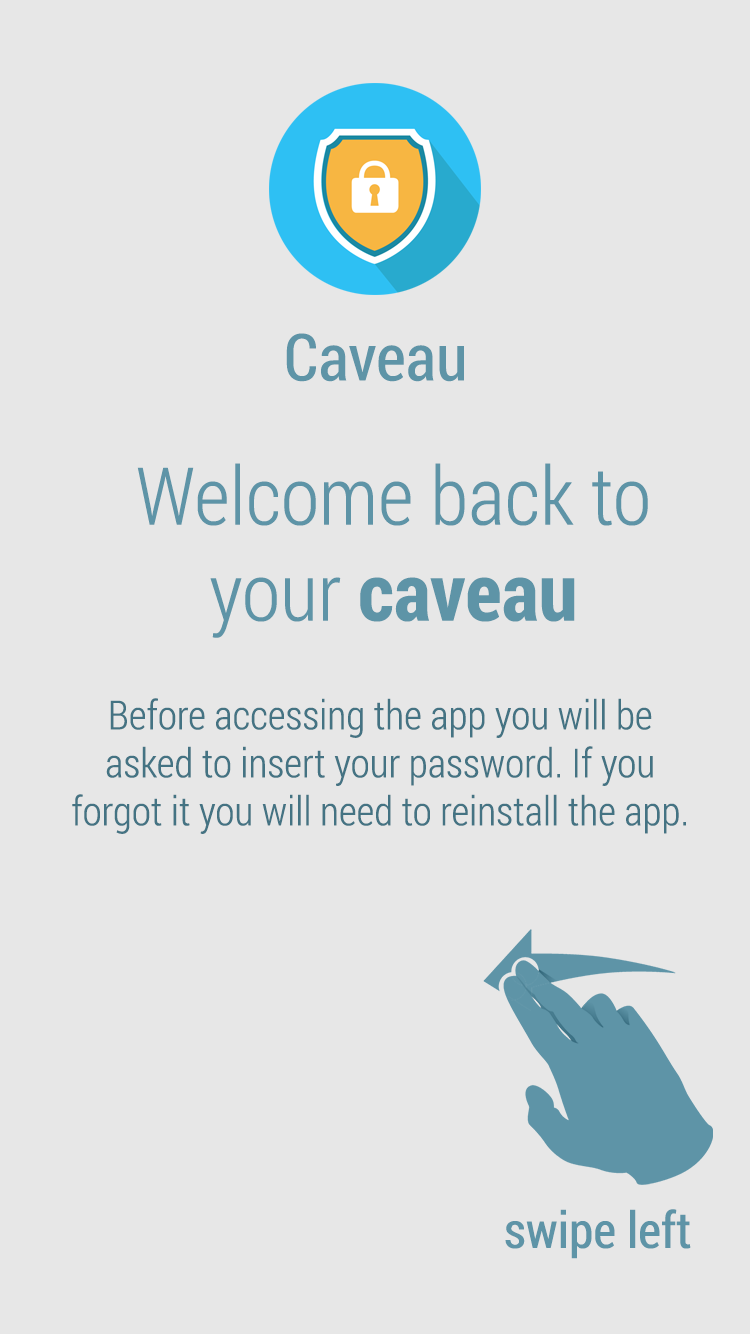 Caveau
Welcome back to
your caveau
Before accessing the app you will be
asked to insert your password. If you
forgot it you will need to reinstall the app.
swipe left